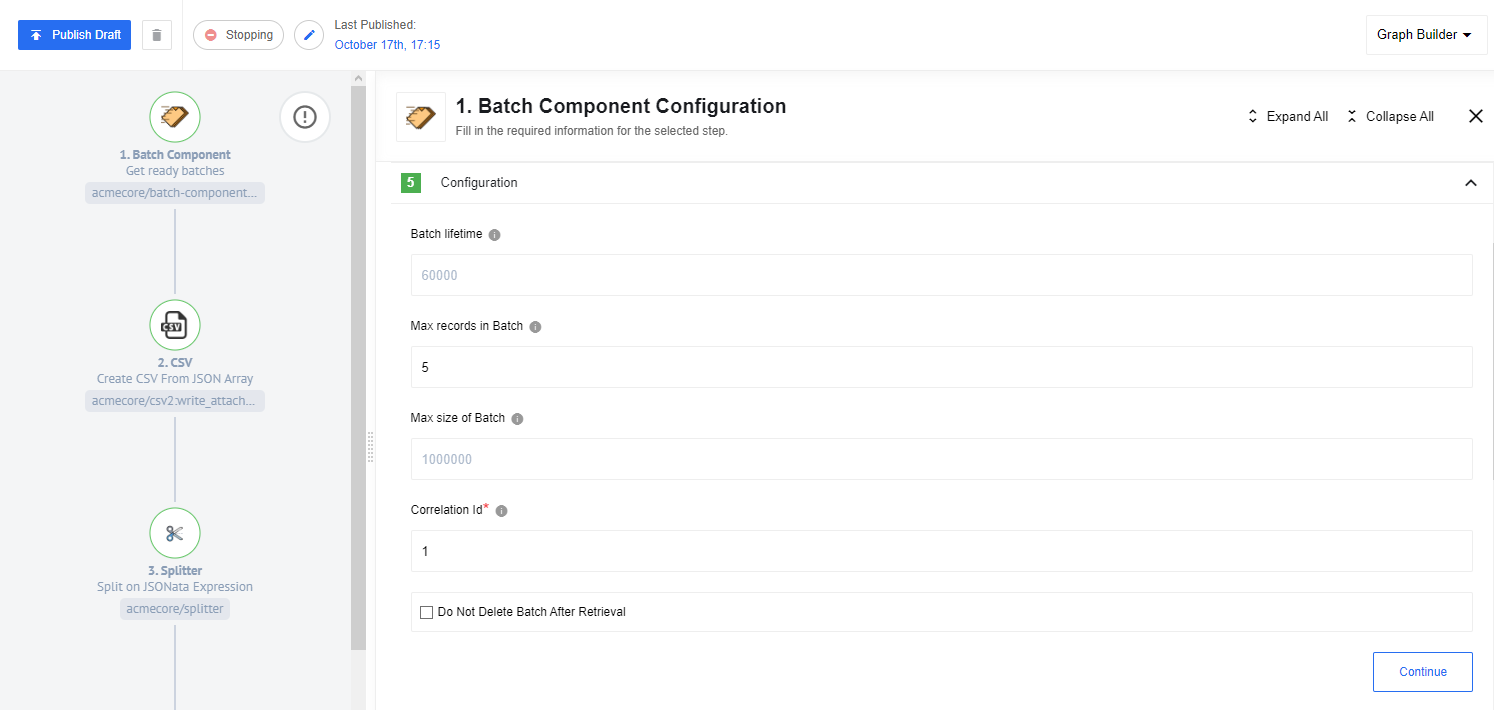 Publish Draft
Stopping
Last Published:
October 17th, 17:15
Graph Builder
1. Batch Component
Get ready batches
acmecore/batch-component...
CSV
2. CSV
Create CSV From JSON Array
acmecore/csv2:write_attach...
3. Splitter
Split on JSONata Expression
acmecore/splitter
1. Batch Component Configuration
Fill in the required information for the selected step.
Expand All
Collapse All
5 Configuration
Batch lifetime
60000
Max records in Batch
5
Max size of Batch
1000000
Correlation Id*
1
Do Not Delete Batch After Retrieval
Continue